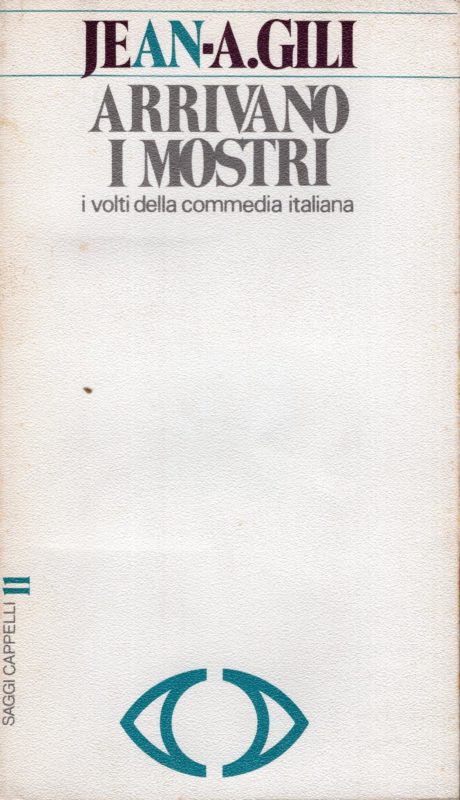 JEAN-A.GILI
ARRIVANO
I MOSTRI
i volti della commedia italiana
SAGGI CAPPELLI 11